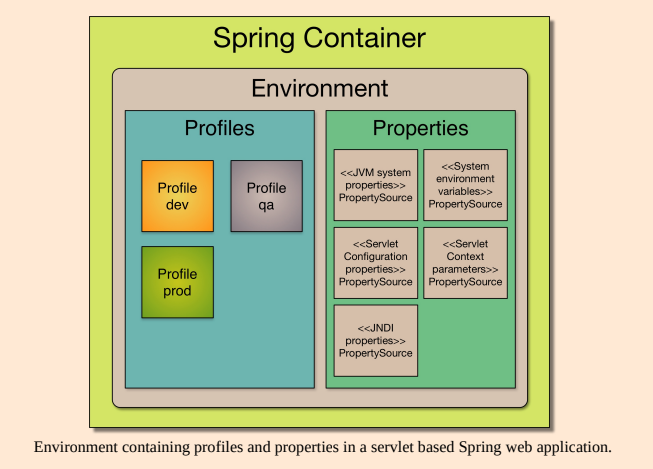 Spring Container
Environment
Profiles
Profile
dev
Profile
qa
Profile
prod
Properties
<<JVM system
properties>>
PropertySource
<<System
environment
variables>>
PropertySource
<<Servlet
Configuration
properties>>
PropertySource
<<Servlet
Context
parameters>>
PropertySource
<<JNDI
properties>>
PropertySource
Environment containing profiles and properties in a servlet based Spring web application.